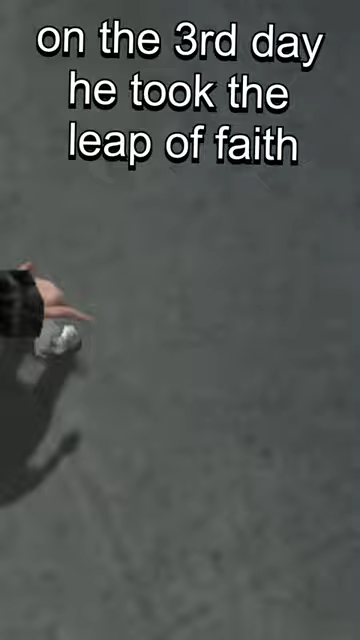 on the 3rd day
he took the
leap of faith